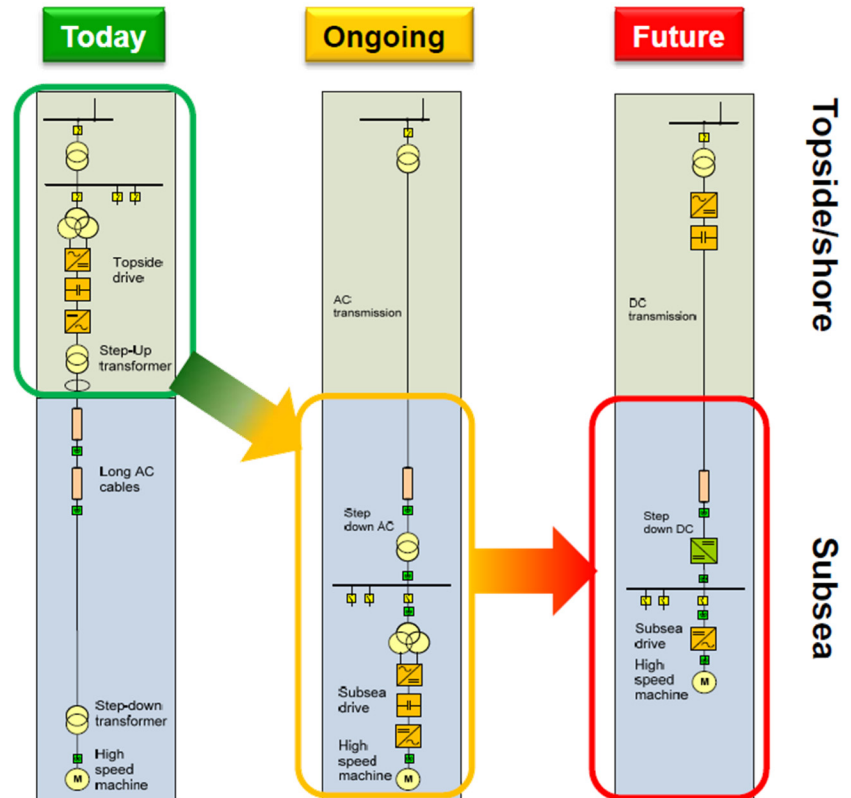 Today
Ongoing
Future
Topside/shore
Subsea
Topside
drive
Step-Up
transformer
Long AC
cables
Step-down
transformer
High
speed
machine
M
AC
transmission
Step
down AC
Subsea
drive
High speed
machine
M
DC
transmission
Step
down DC
Subsea
drive
High
speed
machine
M